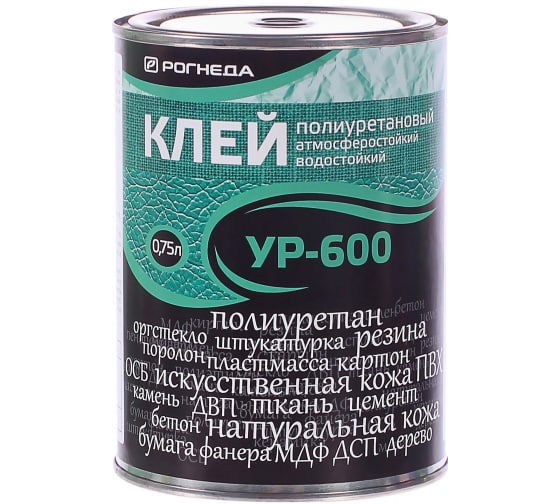 РОГНЕДА
КЛЕЙ
полиуретановый
атмосферостойкий
водостойкий
0,75л
УР-600
полиуретан
оргстекло штукатурка резина
поролон пластмасса картон
ОСБ искусственная кожа ПВХ
камень ДВП ткань цемент
бетон натуральная кожа
бумага фанера МДФ ДСП дерево